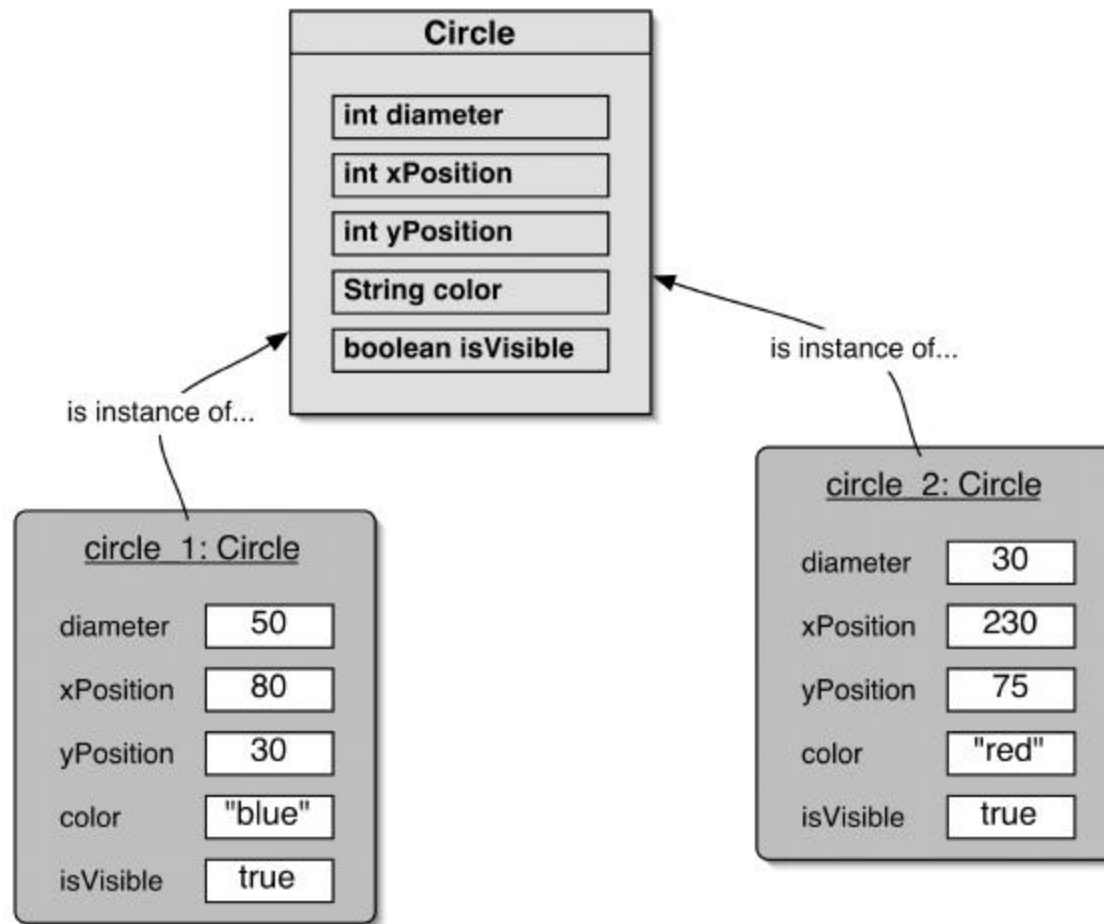 Circle
int diameter
int xPosition
int yPosition
String color
boolean isVisible
is instance of...
is instance of...
circle_1: Circle
diameter 50
xPosition 80
yPosition 30
color "blue"
isVisible true
circle_2: Circle
diameter 30
xPosition 230
yPosition 75
color "red"
isVisible true